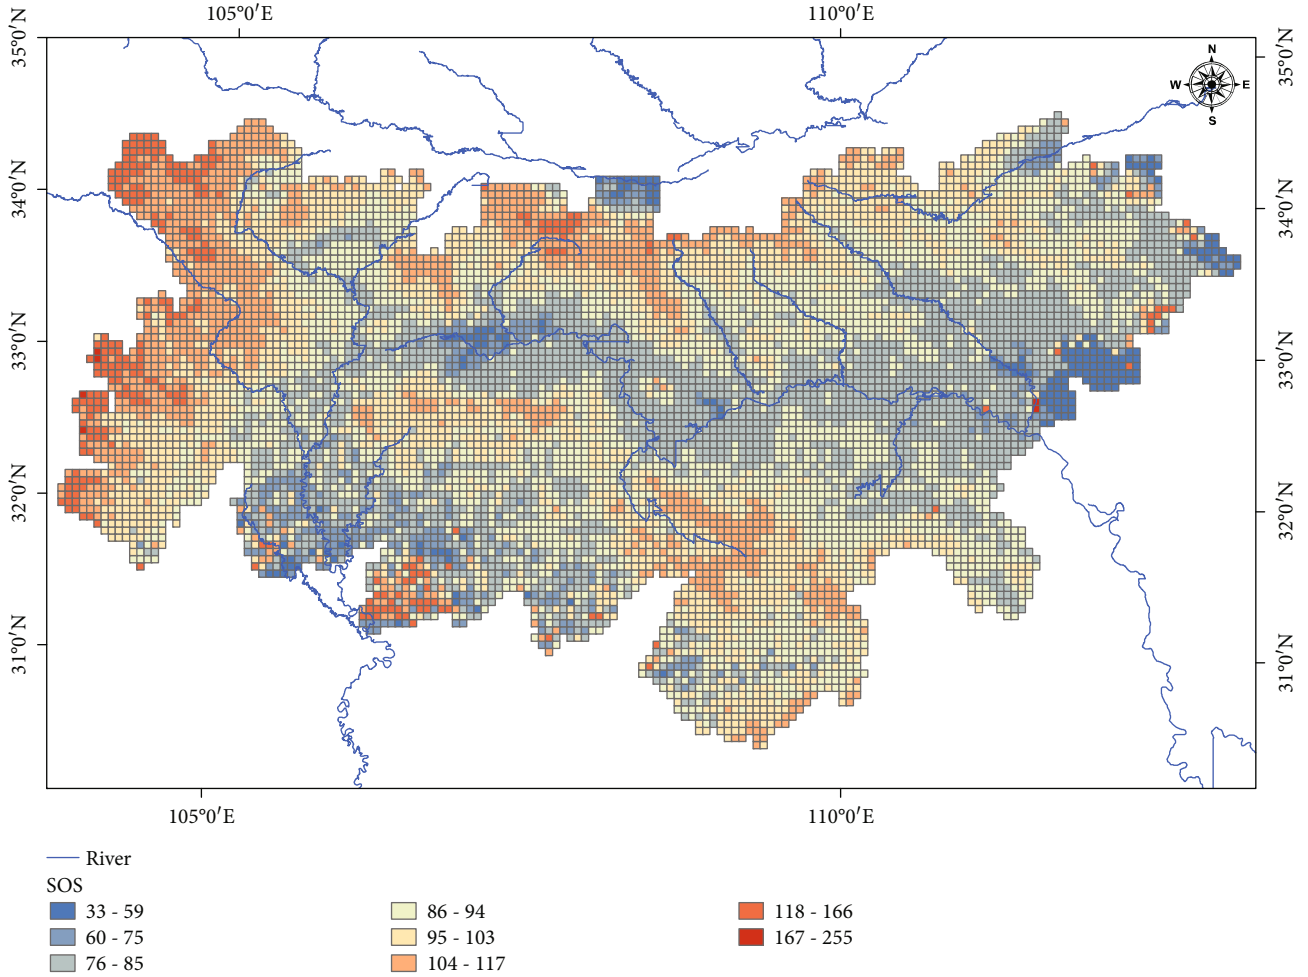 105°0′E 110°0′E
35°0′N
34°0′N
33°0′N
32°0′N
31°0′N
N
W E
S
35°0′N
34°0′N
33°0′N
32°0′N
31°0′N
105°0′E 110°0′E
River
SOS
33 - 59 86 - 94 118 - 166
60 - 75 95 - 103 167 - 255
76 - 85 104 - 117